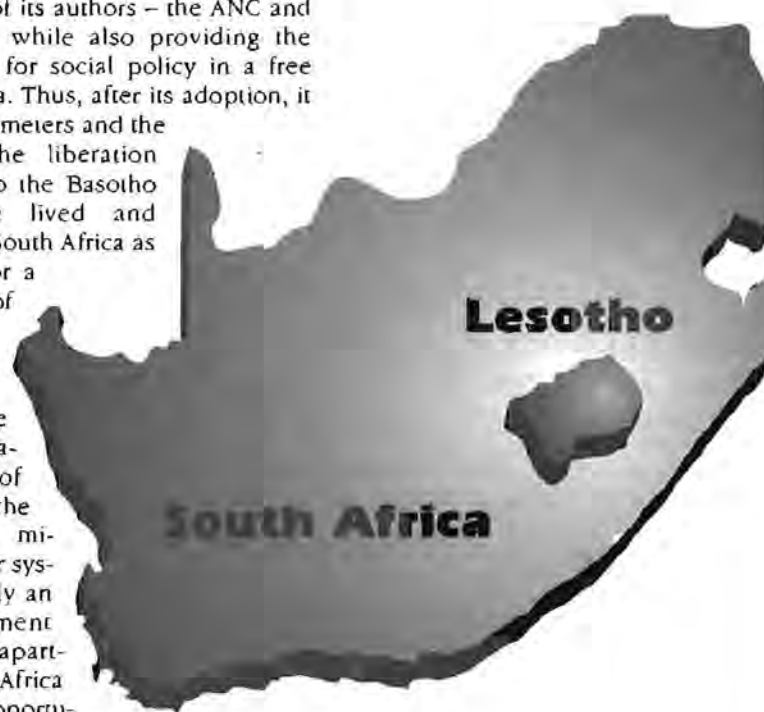 of its authors – the ANC and
while also providing the
for social policy in a free
a. Thus, after its adoption, it
meters and the
he liberation
o the Basotho
lived and
South Africa as
or a
of
e
a-
of
he
mi-
r sys-
ly an
ment
apart-
Africa
Lesotho
South Africa